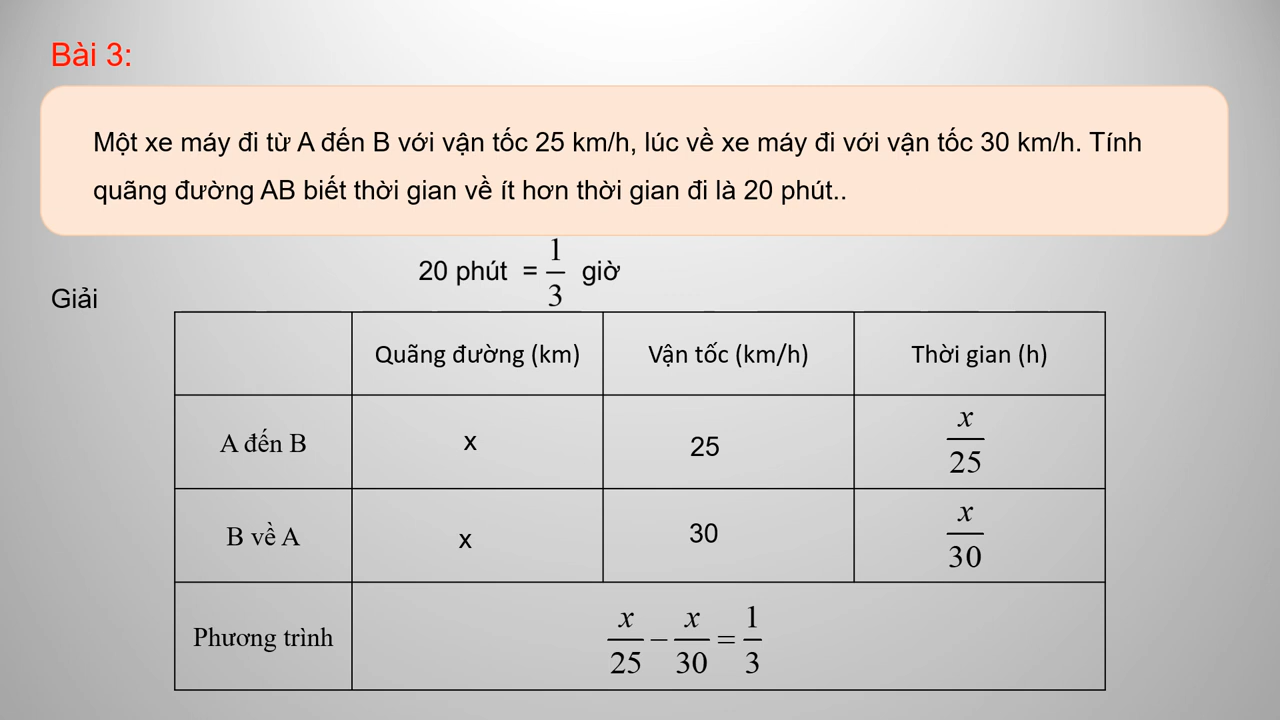 Bài 3:
Một xe máy đi từ A đến B với vận tốc 25 km/h, lúc về xe máy đi với vận tốc 30 km/h. Tính
quãng đường AB biết thời gian về ít hơn thời gian đi là 20 phút..
20 phút = 1/3 giờ
Giải
Quãng đường (km) Vận tốc (km/h) Thời gian (h)
A đến B x 25 x/25
B về A x 30 x/30
Phương trình x/25 − x/30 = 1/3